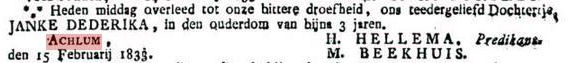 ⁂ Heden middag overleed tot onze bittere droefheid, ons teedergeliefd Dochtertje,
JANKE DEDERIKA, in den ouderdom van bijna 3 jaren.
ACHLUM, H. HELLEMA, Predikant.
den 15 Februarij 1833. M. BEEKHUIS.